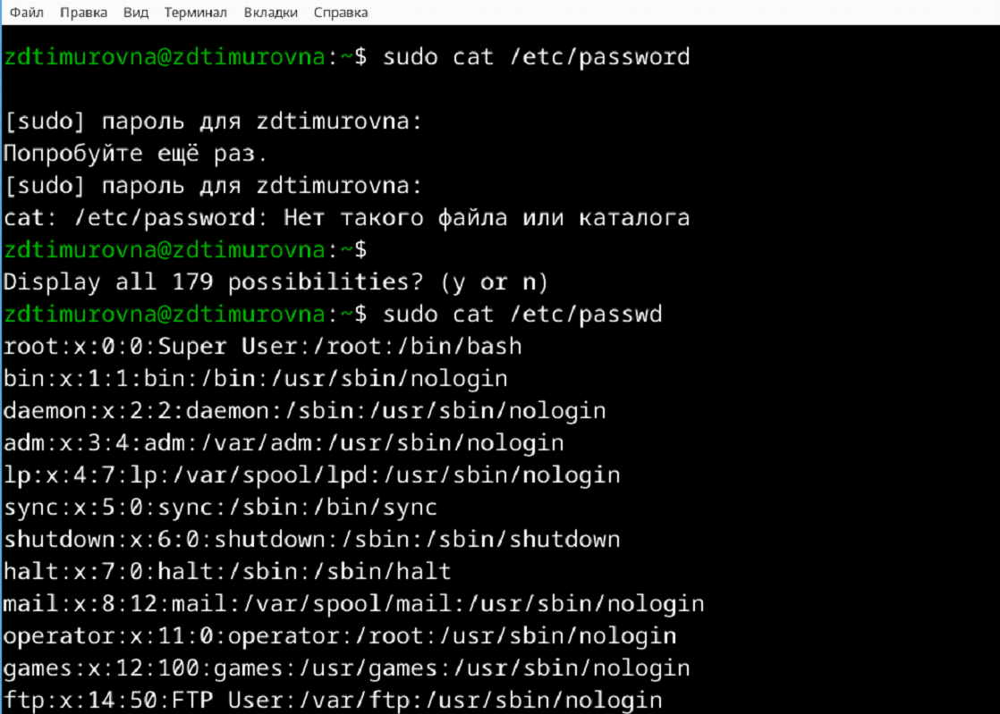 Файл Правка Вид Терминал Вкладки Справка
zdtimurovna@zdtimurovna:~$ sudo cat /etc/password
[sudo] пароль для zdtimurovna:
Попробуйте ещё раз.
[sudo] пароль для zdtimurovna:
cat: /etc/password: Нет такого файла или каталога
zdtimurovna@zdtimurovna:~$
Display all 179 possibilities? (y or n)
zdtimurovna@zdtimurovna:~$ sudo cat /etc/passwd
root:x:0:0:Super User:/root:/bin/bash
bin:x:1:1:bin:/bin:/usr/sbin/nologin
daemon:x:2:2:daemon:/sbin:/usr/sbin/nologin
adm:x:3:4:adm:/var/adm:/usr/sbin/nologin
lp:x:4:7:lp:/var/spool/lpd:/usr/sbin/nologin
sync:x:5:0:sync:/sbin:/bin/sync
shutdown:x:6:0:shutdown:/sbin:/sbin/shutdown
halt:x:7:0:halt:/sbin:/sbin/halt
mail:x:8:12:mail:/var/spool/mail:/usr/sbin/nologin
operator:x:11:0:operator:/root:/usr/sbin/nologin
games:x:12:100:games:/usr/games:/usr/sbin/nologin
ftp:x:14:50:FTP User:/var/ftp:/usr/sbin/nologin